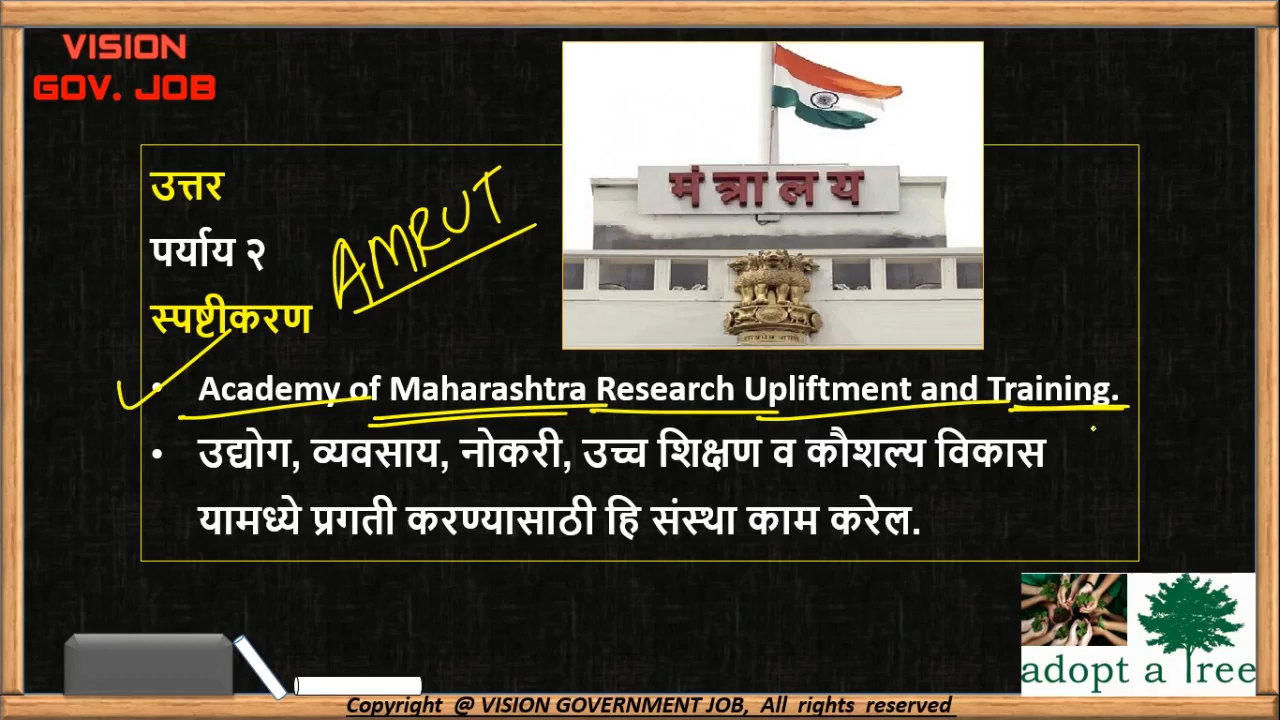 VISION
GOV. JOB
मंत्रालय
उत्तर
पर्याय २
AMRUT
स्पष्टीकरण
• Academy of Maharashtra Research Upliftment and Training.
• उद्योग, व्यवसाय, नोकरी, उच्च शिक्षण व कौशल्य विकास
यामध्ये प्रगती करण्यासाठी हि संस्था काम करेल.
adopt a Tree
Copyright @ VISION GOVERNMENT JOB, All rights reserved